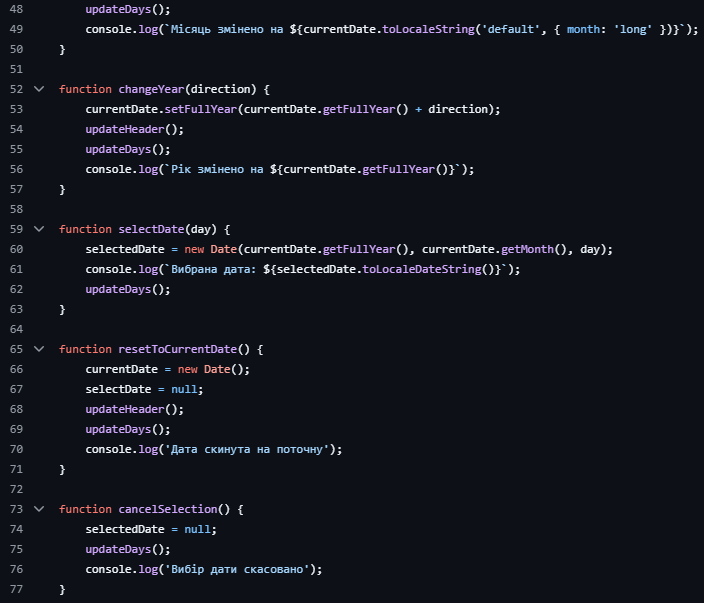 48 updateDays();
49 console.log(`Місяць змінено на ${currentDate.toLocaleString('default', { month: 'long' })}`);
50 }
51
52 function changeYear(direction) {
53 currentDate.setFullYear(currentDate.getFullYear() + direction);
54 updateHeader();
55 updateDays();
56 console.log(`Рік змінено на ${currentDate.getFullYear()}`);
57 }
58
59 function selectDate(day) {
60 selectedDate = new Date(currentDate.getFullYear(), currentDate.getMonth(), day);
61 console.log(`Вибрана дата: ${selectedDate.toLocaleDateString()}`);
62 updateDays();
63 }
64
65 function resetToCurrentDate() {
66 currentDate = new Date();
67 selectDate = null;
68 updateHeader();
69 updateDays();
70 console.log('Дата скинута на поточну');
71 }
72
73 function cancelSelection() {
74 selectedDate = null;
75 updateDays();
76 console.log('Вибір дати скасовано');
77 }